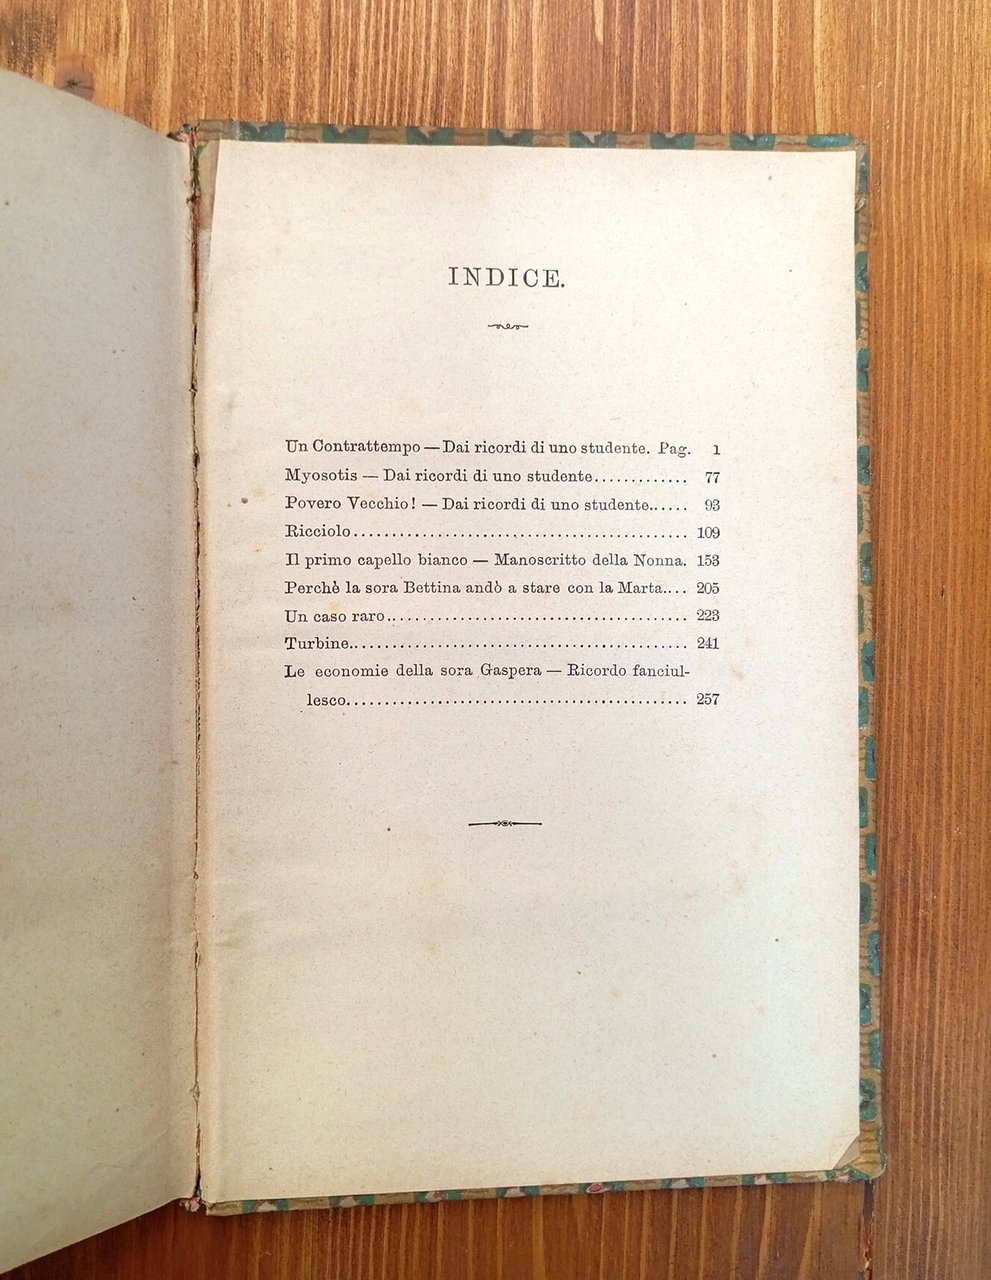 INDICE.
Un Contrattempo — Dai ricordi di uno studente. Pag. 1
Myosotis — Dai ricordi di uno studente............. 77
Povero Vecchio! — Dai ricordi di uno studente...... 93
Ricciolo........................................... 109
Il primo capello bianco — Manoscritto della Nonna. 153
Perchè la sora Bettina andò a stare con la Marta.... 205
Un caso raro....................................... 223
Turbine............................................ 241
Le economie della sora Gaspera — Ricordo fanciul-
lesco............................................ 257